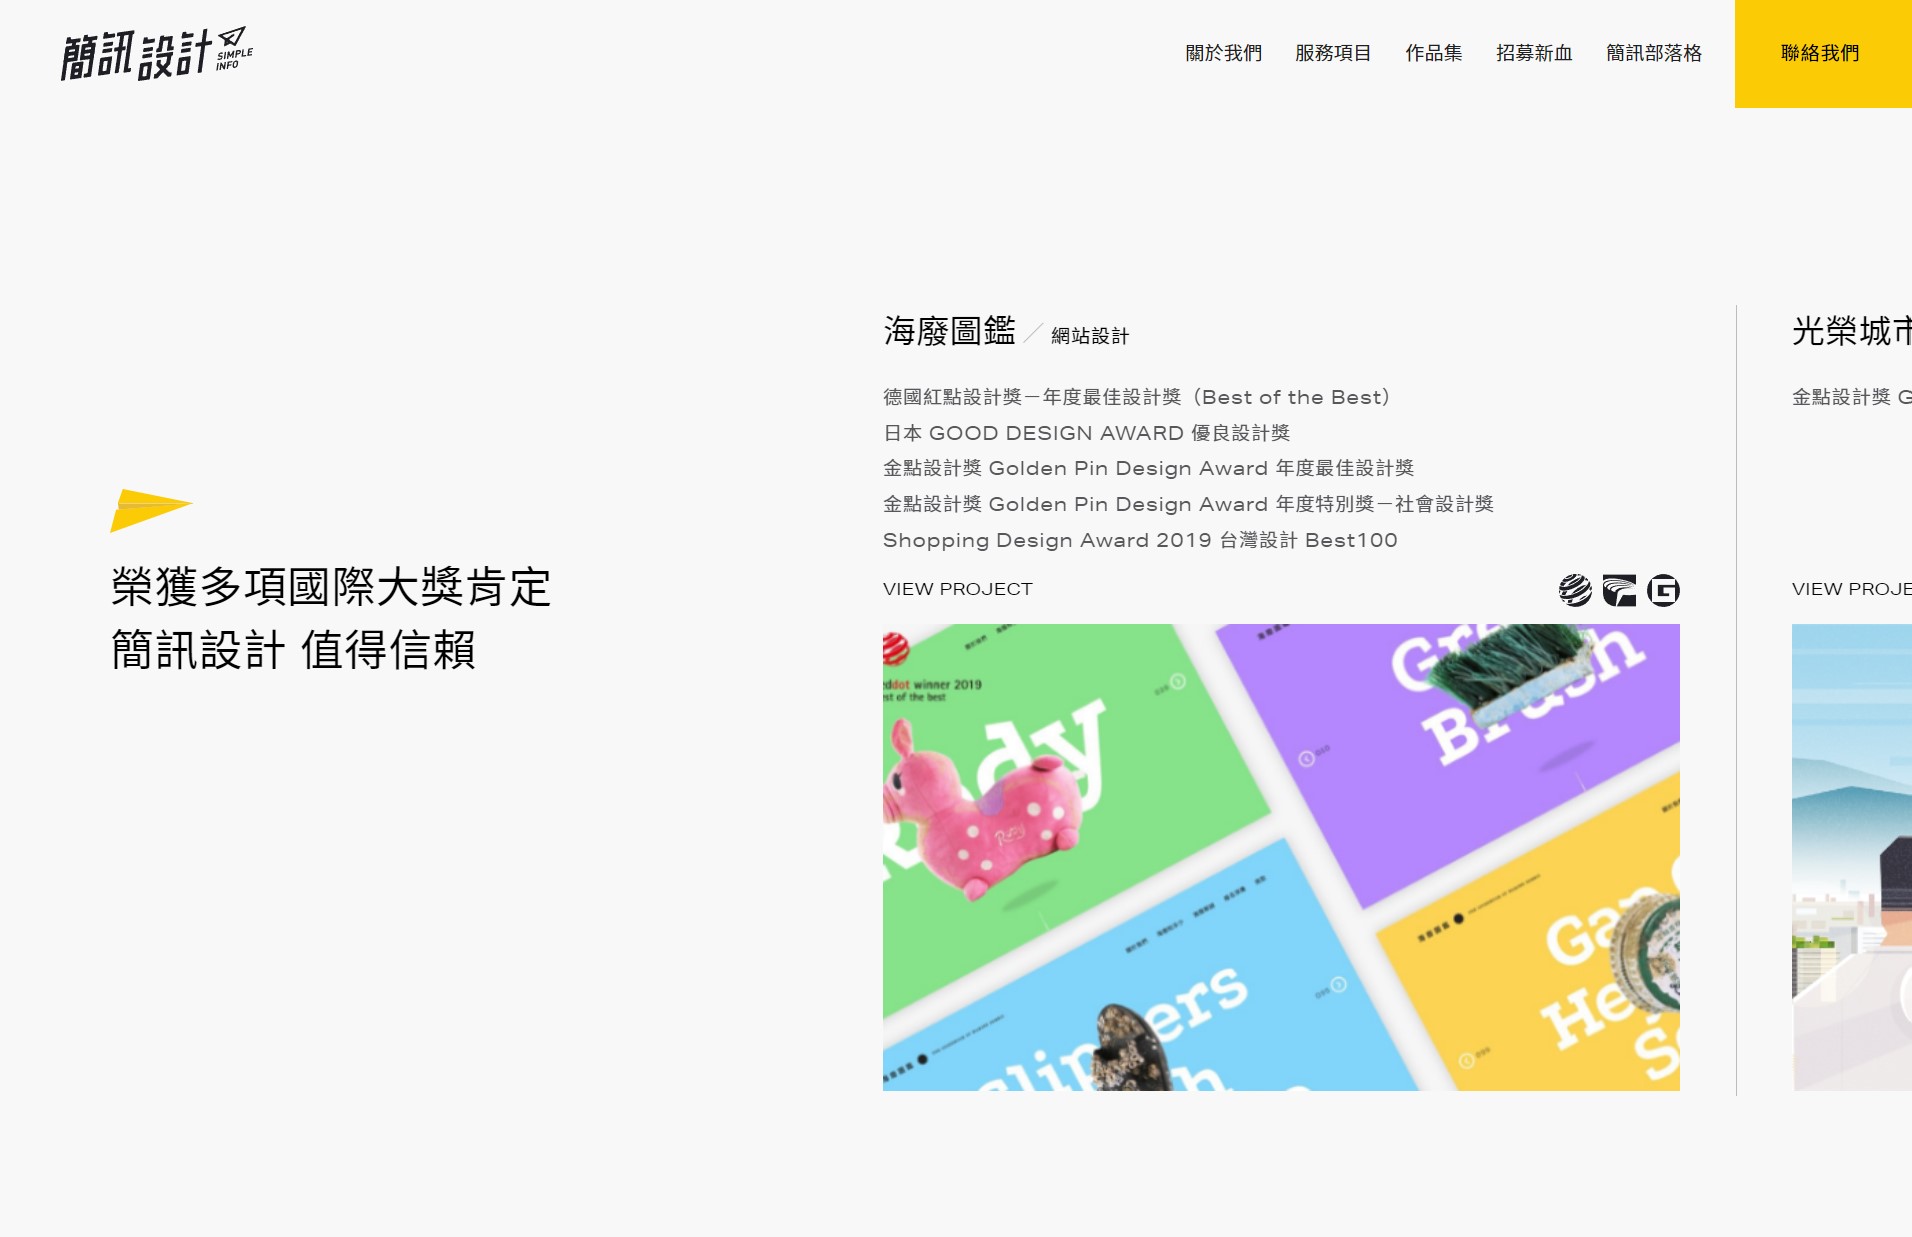 簡訊設計
SIMPLE
INFO
關於我們
服務項目
作品集
招募新血
簡訊部落格
聯絡我們
榮獲多項國際大獎肯定
簡訊設計 值得信賴
海廢圖鑑／網站設計
德國紅點設計獎－年度最佳設計獎（Best of the Best）
日本 GOOD DESIGN AWARD 優良設計獎
金點設計獎 Golden Pin Design Award 年度最佳設計獎
金點設計獎 Golden Pin Design Award 年度特別獎－社會設計獎
Shopping Design Award 2019 台灣設計 Best100
VIEW PROJECT
winner 2019
of the best
Brush
光榮城
金點設計獎 G
VIEW